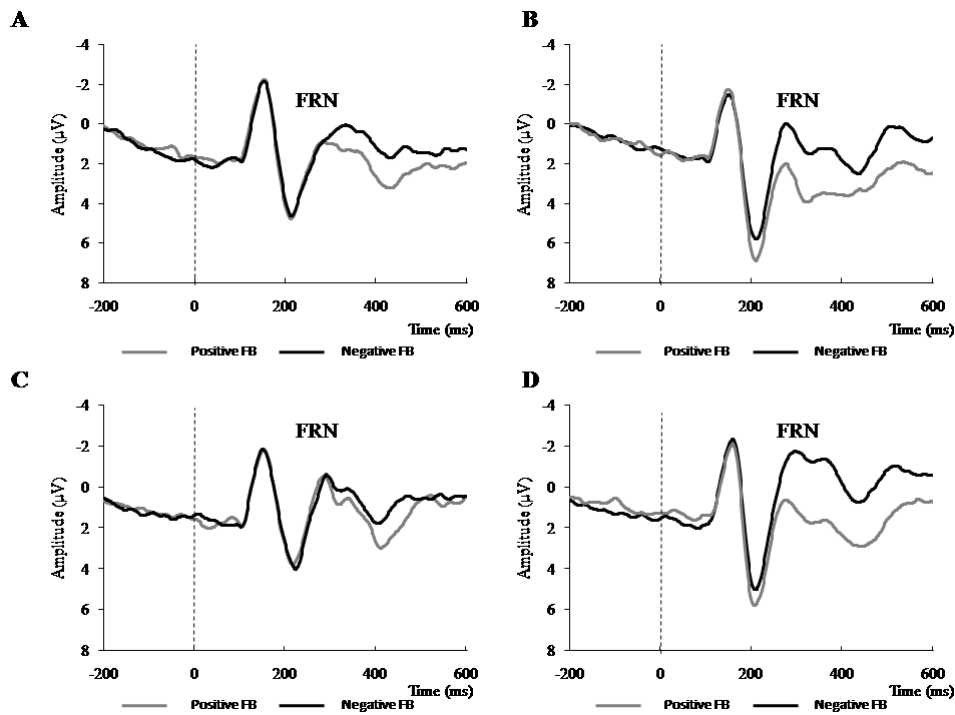 A
Amplitude (µV)
-4
-2
0
2
4
6
8
FRN
-200
0
200
400
600
Time (ms)
Positive FB
Negative FB
B
Amplitude (µV)
-4
-2
0
2
4
6
8
FRN
-200
0
200
400
600
Time (ms)
Positive FB
Negative FB
C
Amplitude (µV)
-4
-2
0
2
4
6
8
FRN
-200
0
200
400
600
Time (ms)
Positive FB
Negative FB
D
Amplitude (µV)
-4
-2
0
2
4
6
8
FRN
-200
0
200
400
600
Time (ms)
Positive FB
Negative FB